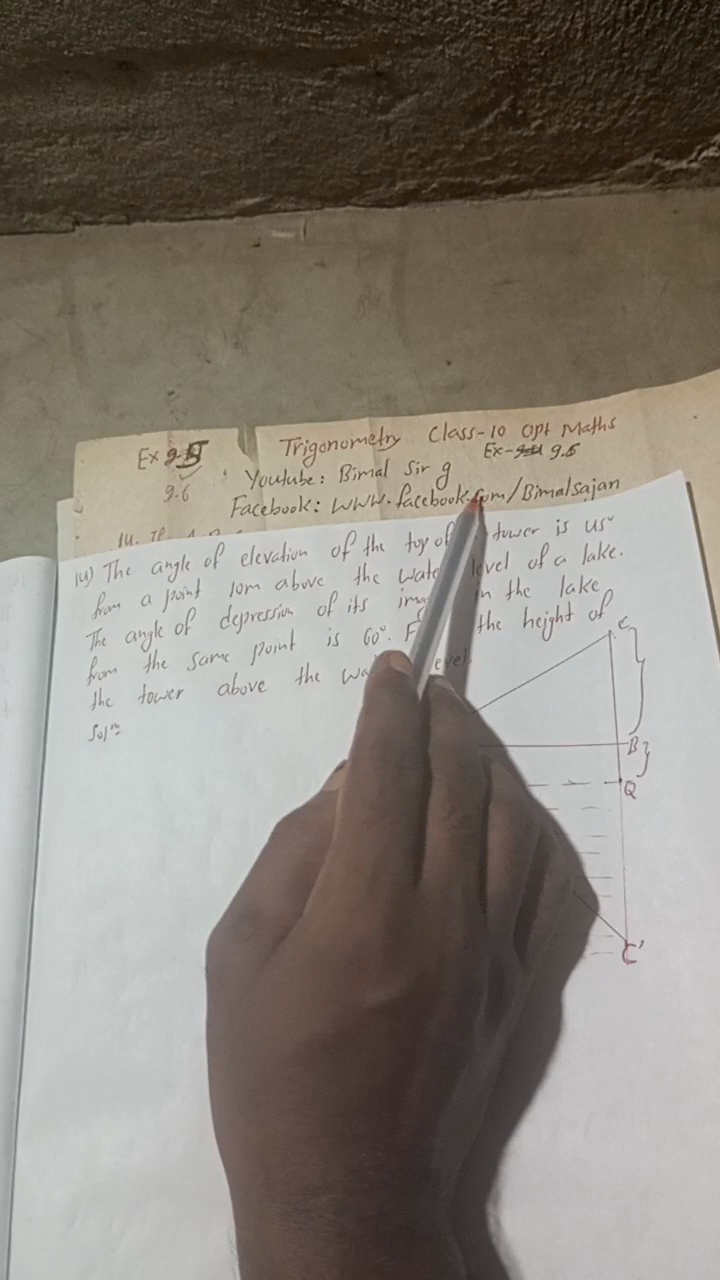 Ex 9.5
9.6
Trigonometry Class-10 Opt Maths
Ex- 9.5
Youtube: Bimal Sir g
Facebook: www.facebook.com/Bimalsajan
14) The angle of elevation of the top of tower is 45°
from a point 10m above the water level of a lake.
The angle of depression of its in the lake
from the same point is 60°. the height of
the tower above the
Solⁿ
C
B
Q
C'